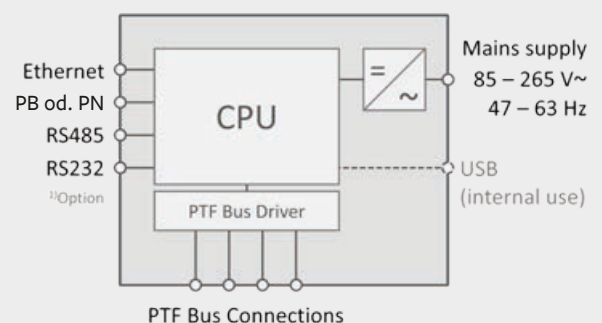 Ethernet
PB od. PN
RS485
RS232
¹⁾Option
CPU
=
~
Mains supply
85 – 265 V~
47 – 63 Hz
USB
(internal use)
PTF Bus Driver
PTF Bus Connections